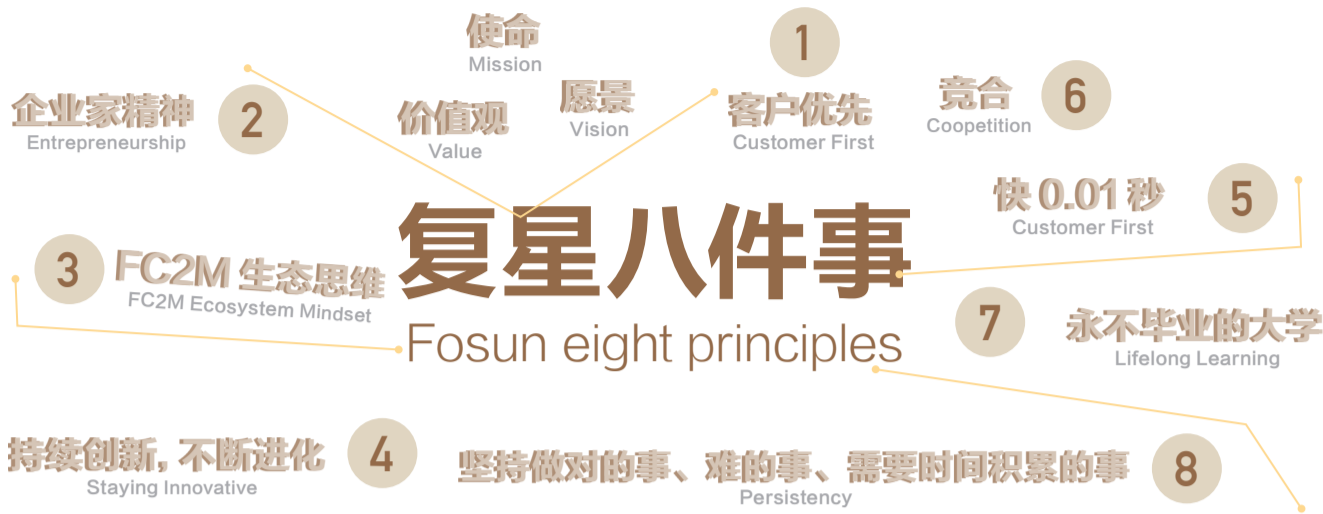 使命
Mission
价值观
Value
愿景
Vision
1
客户优先
Customer First
竞合
Coopetition
6
企业家精神
Entrepreneurship
2
快 0.01 秒
Customer First
5
复星八件事
Fosun eight principles
3
FC2M 生态思维
FC2M Ecosystem Mindset
7
永不毕业的大学
Lifelong Learning
持续创新, 不断进化
Staying Innovative
4
坚持做对的事、难的事、需要时间积累的事
Persistency
8